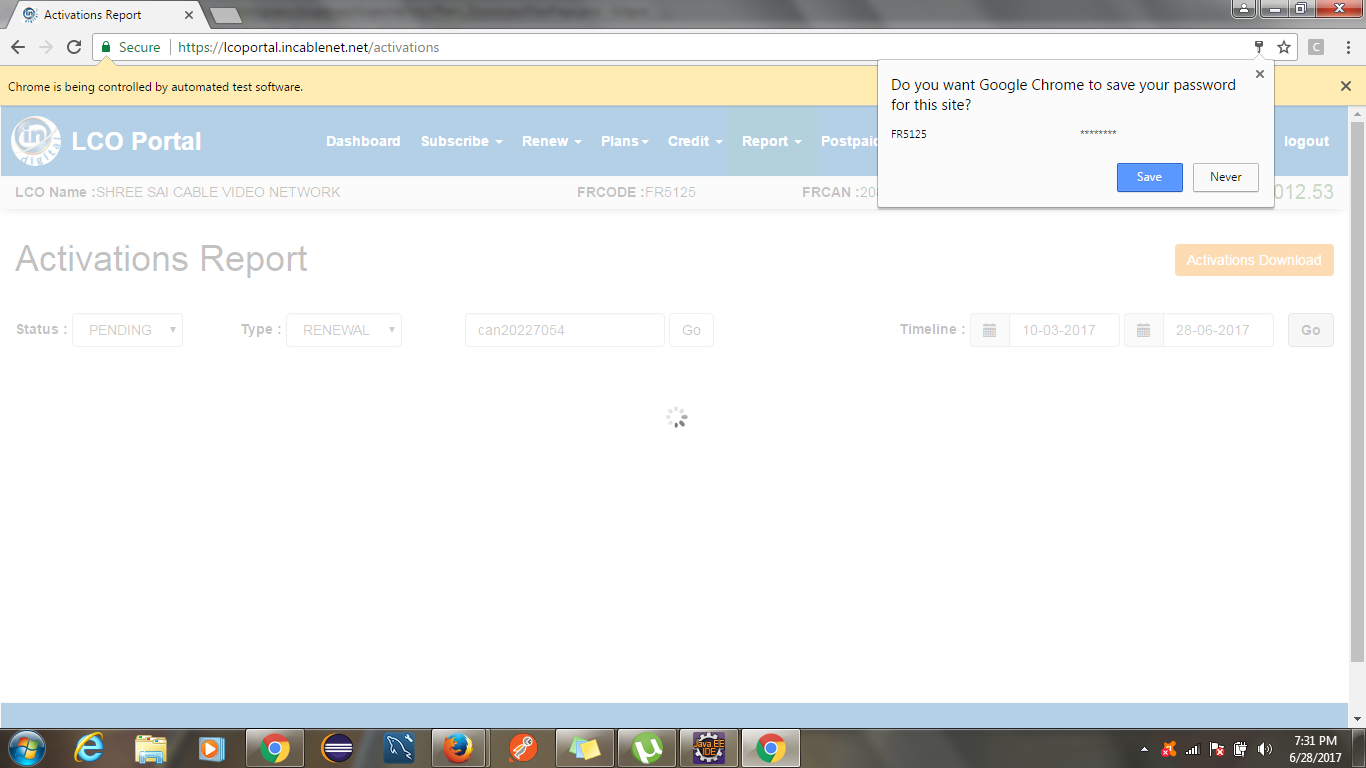 Activations Report
Secure https://lcoportal.incablenet.net/activations
C
Chrome is being controlled by automated test software.
Do you want Google Chrome to save your password
for this site?
FR5125 ********
Save Never
in
digital
LCO Portal
Dashboard Subscribe Renew Plans Credit Report Postpaid logout
LCO Name :SHREE SAI CABLE VIDEO NETWORK FRCODE :FR5125 FRCAN :20 012.53
Activations Report
Activations Download
Status : PENDING Type : RENEWAL can20227054 Go Timeline : 10-03-2017 28-06-2017 Go
Java EE
IDE
7:31 PM
6/28/2017